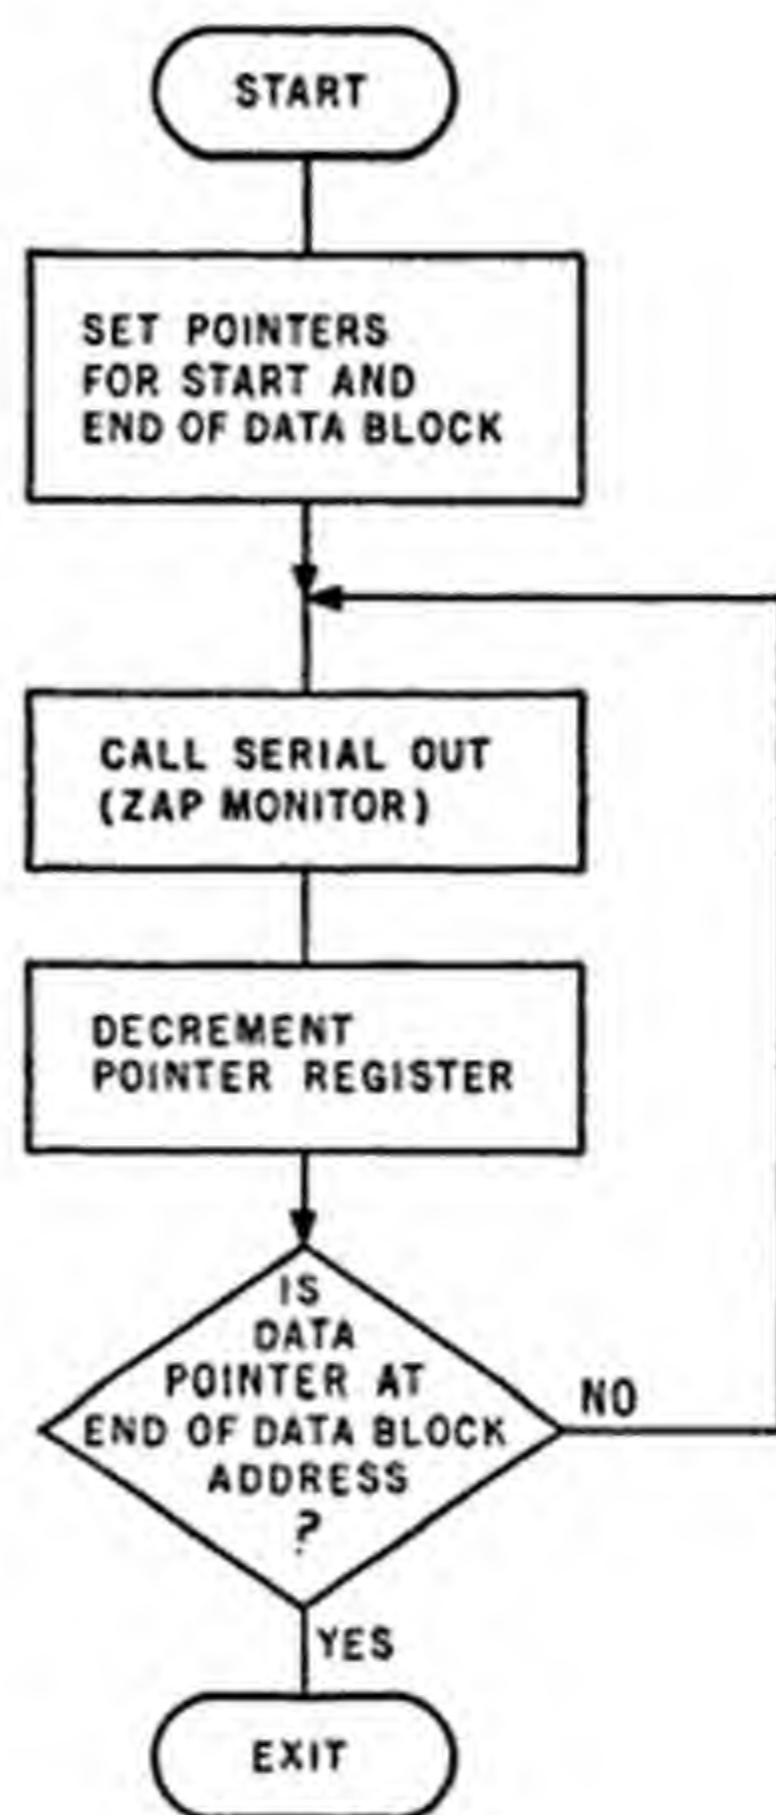 START
SET POINTERS
FOR START AND
END OF DATA BLOCK
CALL SERIAL OUT
(ZAP MONITOR)
DECREMENT
POINTER REGISTER
IS
DATA
POINTER AT
END OF DATA BLOCK
ADDRESS
?
NO
YES
EXIT